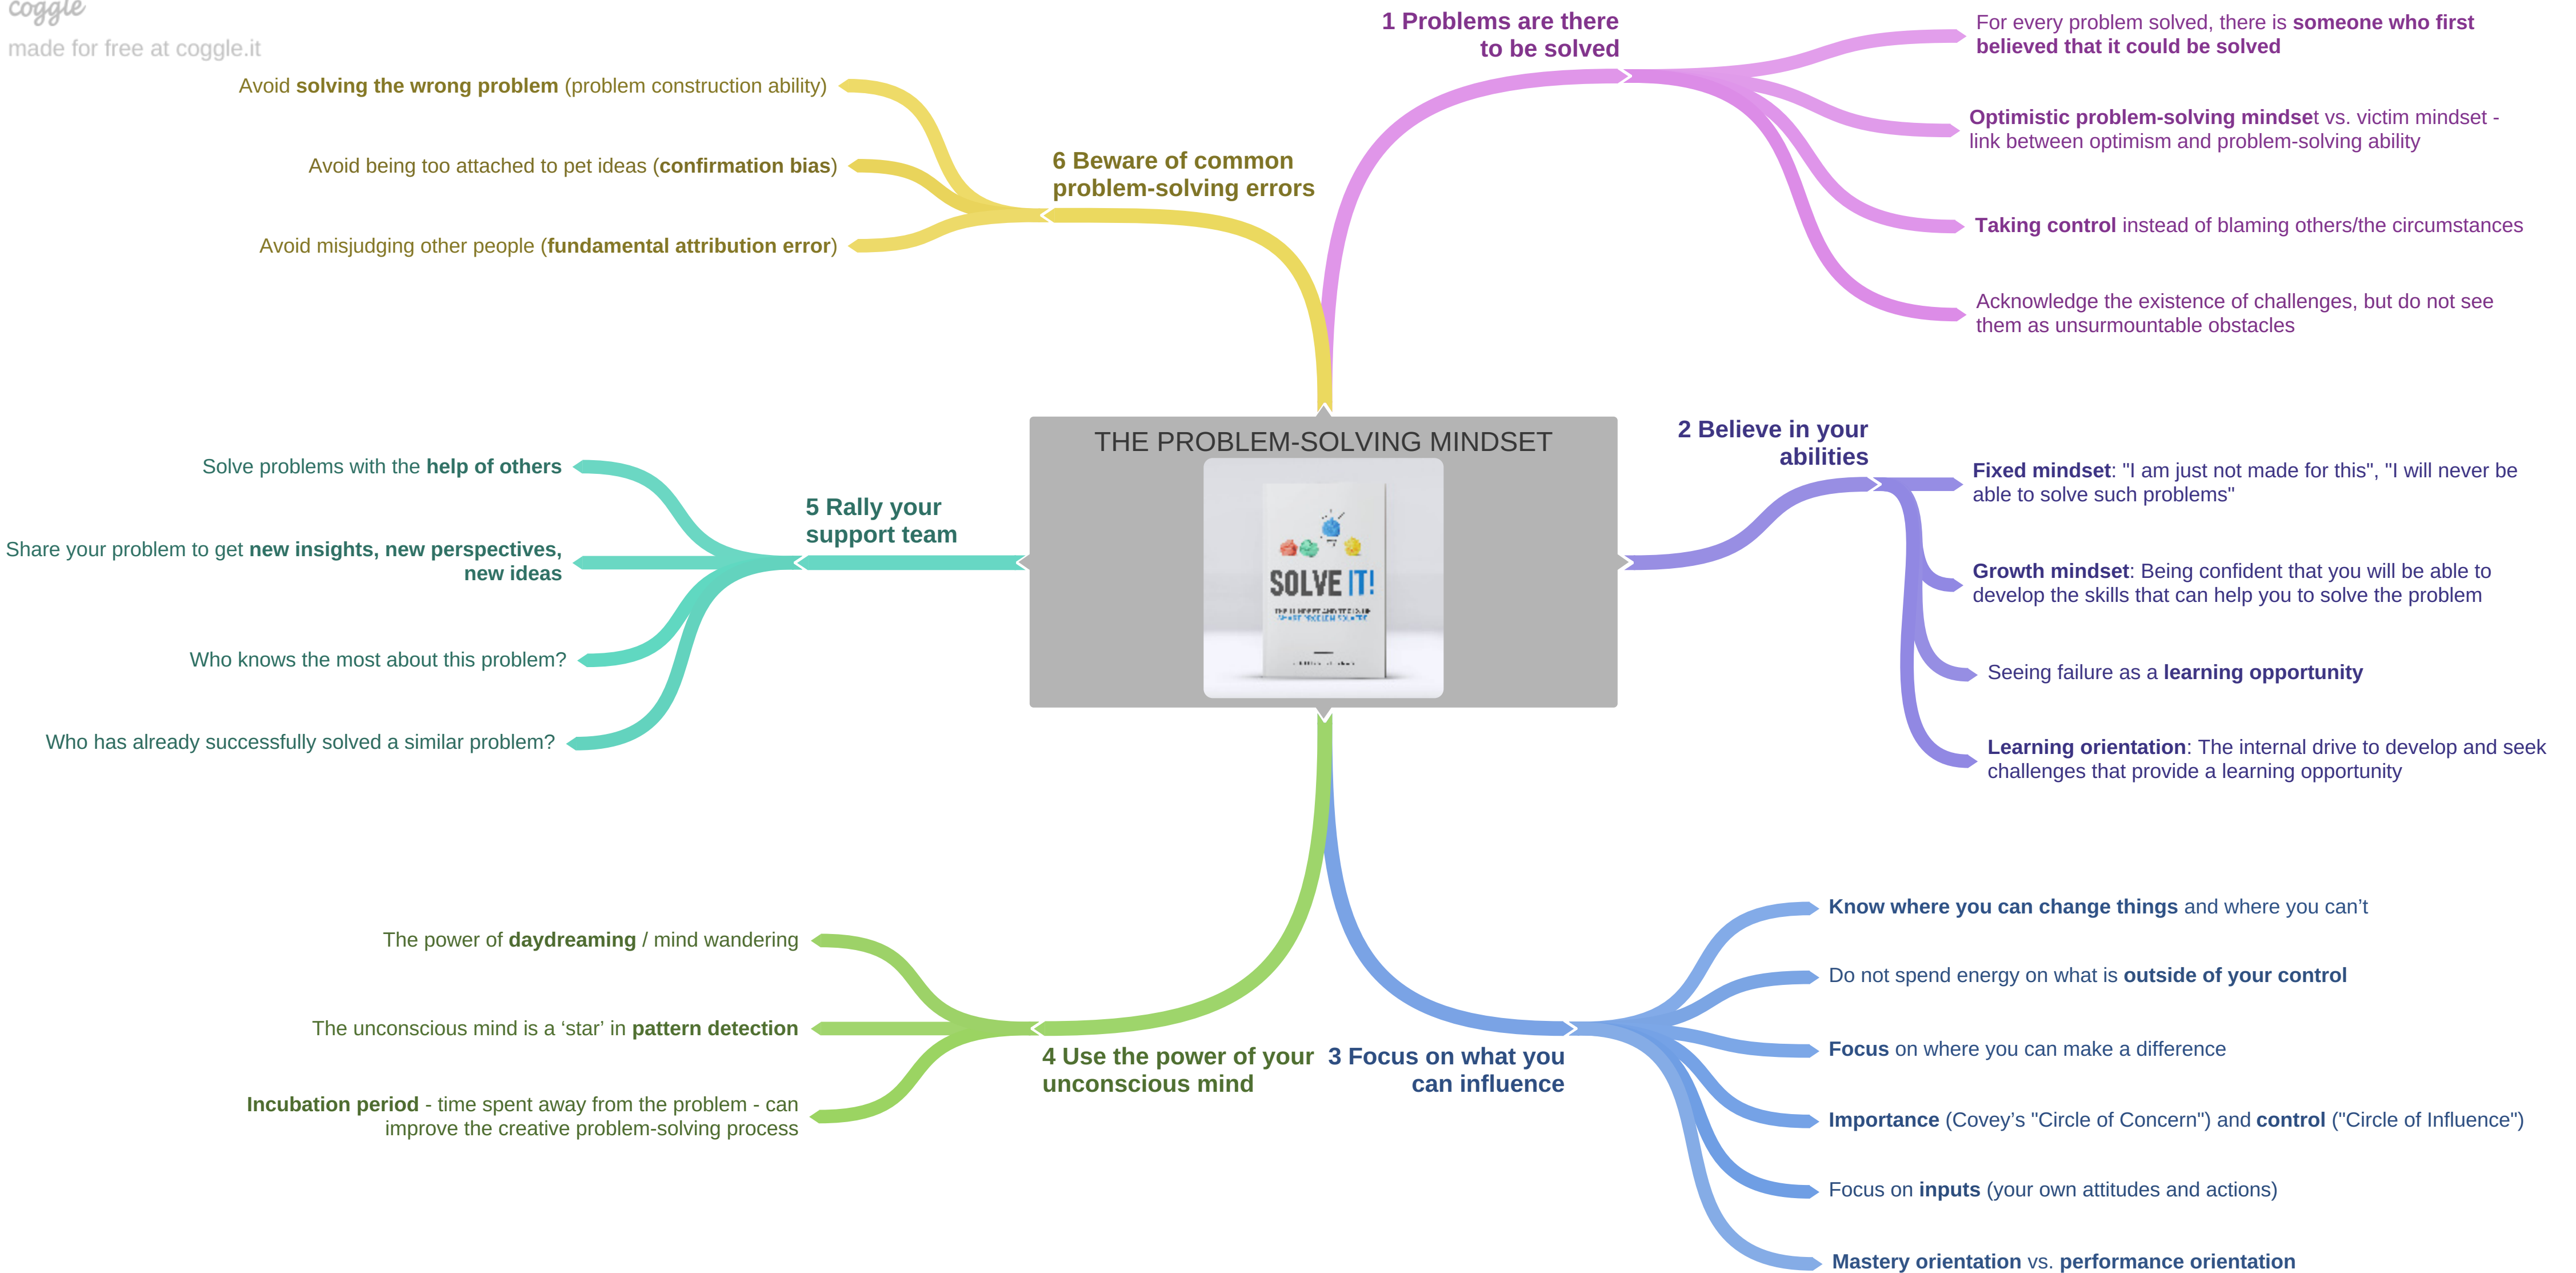 coggle
made for free at coggle.it
1 Problems are there
to be solved
For every problem solved, there is someone who first
believed that it could be solved
Optimistic problem-solving mindset vs. victim mindset -
link between optimism and problem-solving ability
Taking control instead of blaming others/the circumstances
Acknowledge the existence of challenges, but do not see
them as unsurmountable obstacles
THE PROBLEM-SOLVING MINDSET
SOLVE IT!
2 Believe in your
abilities
Fixed mindset: "I am just not made for this", "I will never be
able to solve such problems"
Growth mindset: Being confident that you will be able to
develop the skills that can help you to solve the problem
Seeing failure as a learning opportunity
Learning orientation: The internal drive to develop and seek
challenges that provide a learning opportunity
3 Focus on what you
can influence
Know where you can change things and where you can’t
Do not spend energy on what is outside of your control
Focus on where you can make a difference
Importance (Covey’s "Circle of Concern") and control ("Circle of Influence")
Focus on inputs (your own attitudes and actions)
Mastery orientation vs. performance orientation
4 Use the power of your
unconscious mind
The power of daydreaming / mind wandering
The unconscious mind is a ‘star’ in pattern detection
Incubation period - time spent away from the problem - can
improve the creative problem-solving process
5 Rally your
support team
Solve problems with the help of others
Share your problem to get new insights, new perspectives,
new ideas
Who knows the most about this problem?
Who has already successfully solved a similar problem?
6 Beware of common
problem-solving errors
Avoid solving the wrong problem (problem construction ability)
Avoid being too attached to pet ideas (confirmation bias)
Avoid misjudging other people (fundamental attribution error)